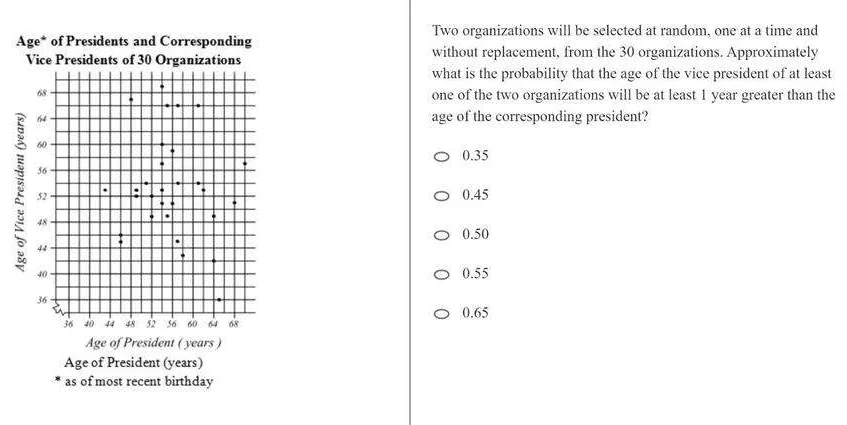 Age* of Presidents and Corresponding
Vice Presidents of 30 Organizations
68
64
60
56
52
48
44
40
36
Age of Vice President (years)
36 40 44 48 52 56 60 64 68
Age of President ( years )
Age of President (years)
* as of most recent birthday
Two organizations will be selected at random, one at a time and
without replacement, from the 30 organizations. Approximately
what is the probability that the age of the vice president of at least
one of the two organizations will be at least 1 year greater than the
age of the corresponding president?
0.35
0.45
0.50
0.55
0.65